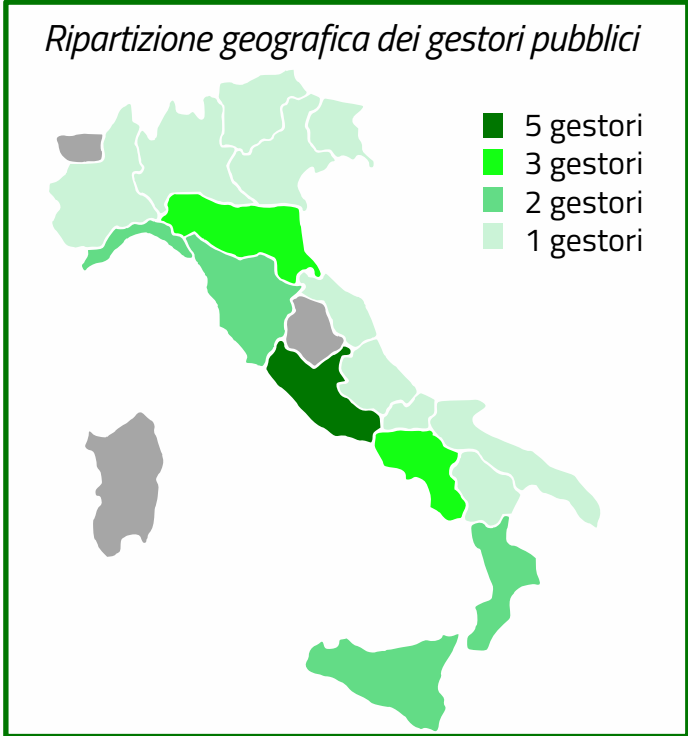 Ripartizione geografica dei gestori pubblici
5 gestori
3 gestori
2 gestori
1 gestori